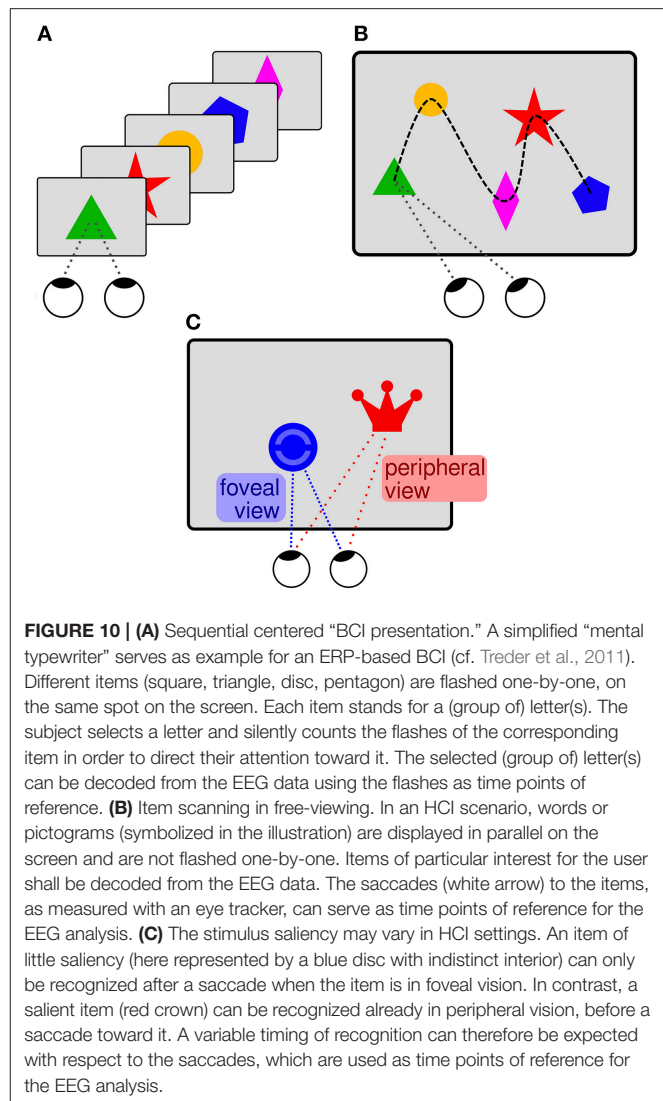 A
B
C
foveal
view
peripheral
view
FIGURE 10 | (A) Sequential centered “BCI presentation.” A simplified “mental
typewriter” serves as example for an ERP-based BCI (cf. Treder et al., 2011).
Different items (square, triangle, disc, pentagon) are flashed one-by-one, on
the same spot on the screen. Each item stands for a (group of) letter(s). The
subject selects a letter and silently counts the flashes of the corresponding
item in order to direct their attention toward it. The selected (group of) letter(s)
can be decoded from the EEG data using the flashes as time points of
reference. (B) Item scanning in free-viewing. In an HCI scenario, words or
pictograms (symbolized in the illustration) are displayed in parallel on the
screen and are not flashed one-by-one. Items of particular interest for the user
shall be decoded from the EEG data. The saccades (white arrow) to the items,
as measured with an eye tracker, can serve as time points of reference for the
EEG analysis. (C) The stimulus saliency may vary in HCI settings. An item of
little saliency (here represented by a blue disc with indistinct interior) can only
be recognized after a saccade when the item is in foveal vision. In contrast, a
salient item (red crown) can be recognized already in peripheral vision, before a
saccade toward it. A variable timing of recognition can therefore be expected
with respect to the saccades, which are used as time points of reference for
the EEG analysis.